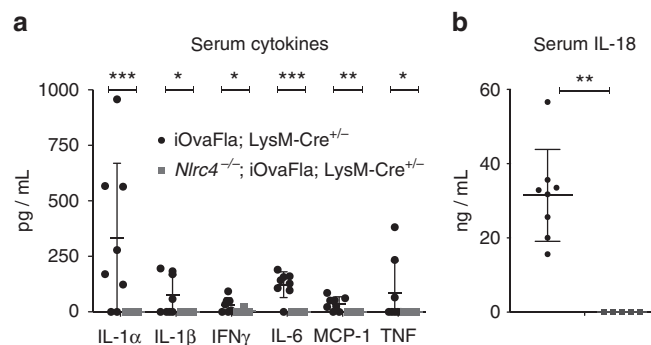 a
Serum cytokines
*** * * *** ** *
1000
750
500
250
0
pg / mL
iOvaFla; LysM-Cre+/–
Nlrc4–/–; iOvaFla; LysM-Cre+/–
IL-1α IL-1β IFNγ IL-6 MCP-1 TNF
b
Serum IL-18
**
60
40
20
0
ng / mL